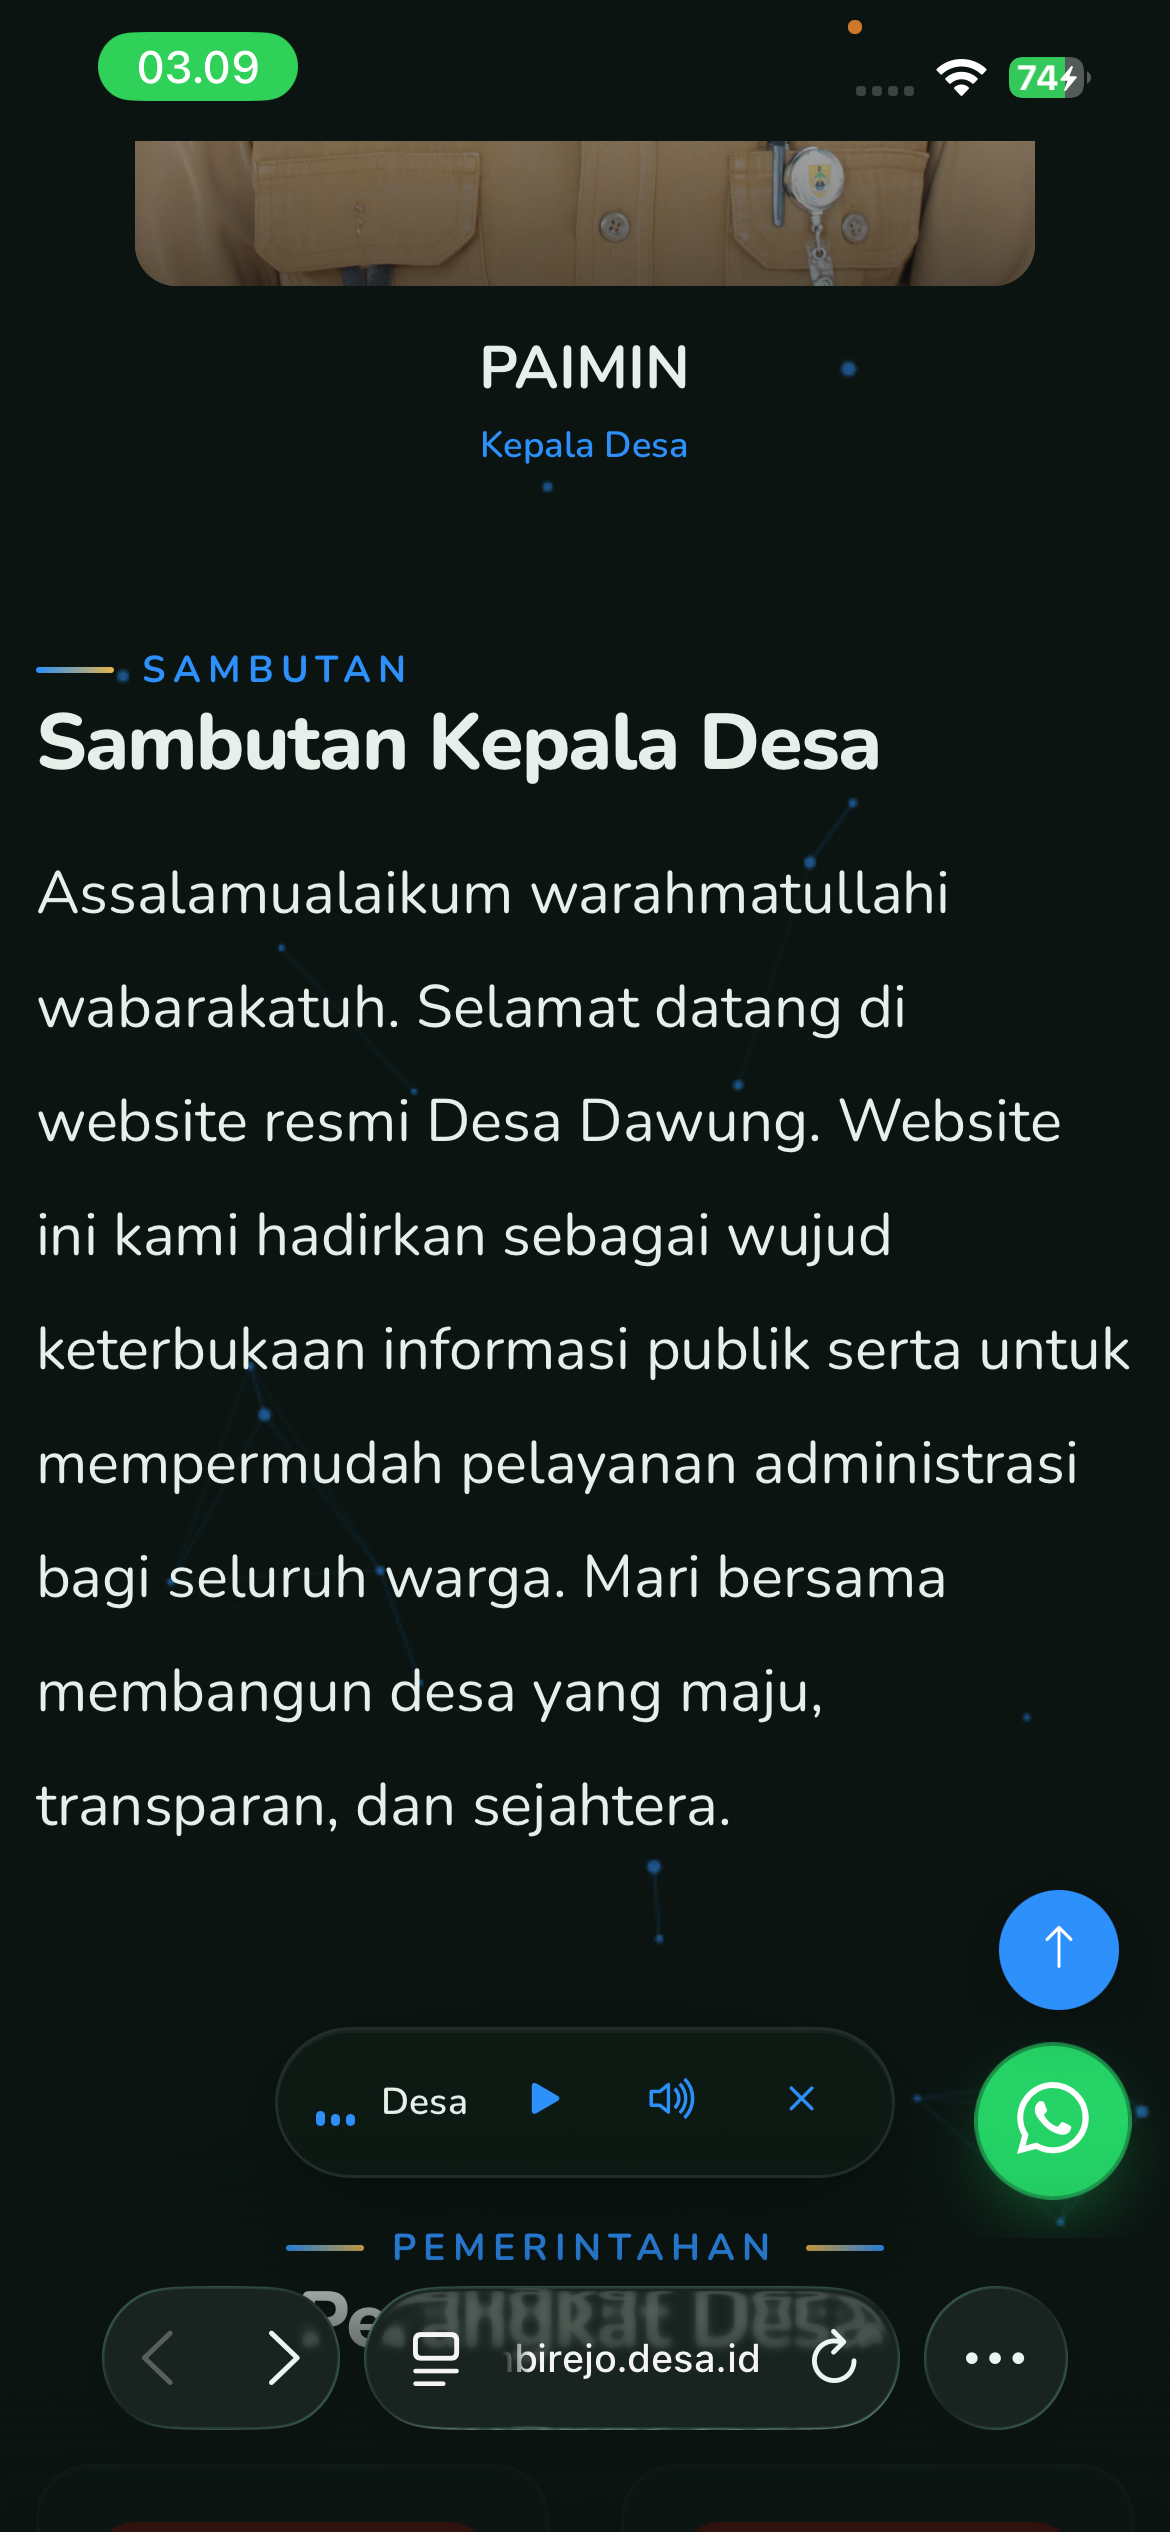 03.09
74
PAIMIN
Kepala Desa
SAMBUTAN
Sambutan Kepala Desa
Assalamualaikum warahmatullahi
wabarakatuh. Selamat datang di
website resmi Desa Dawung. Website
ini kami hadirkan sebagai wujud
keterbukaan informasi publik serta untuk
mempermudah pelayanan administrasi
bagi seluruh warga. Mari bersama
membangun desa yang maju,
transparan, dan sejahtera.
Desa
PEMERINTAHAN
Perangkat Desa
birejo.desa.id